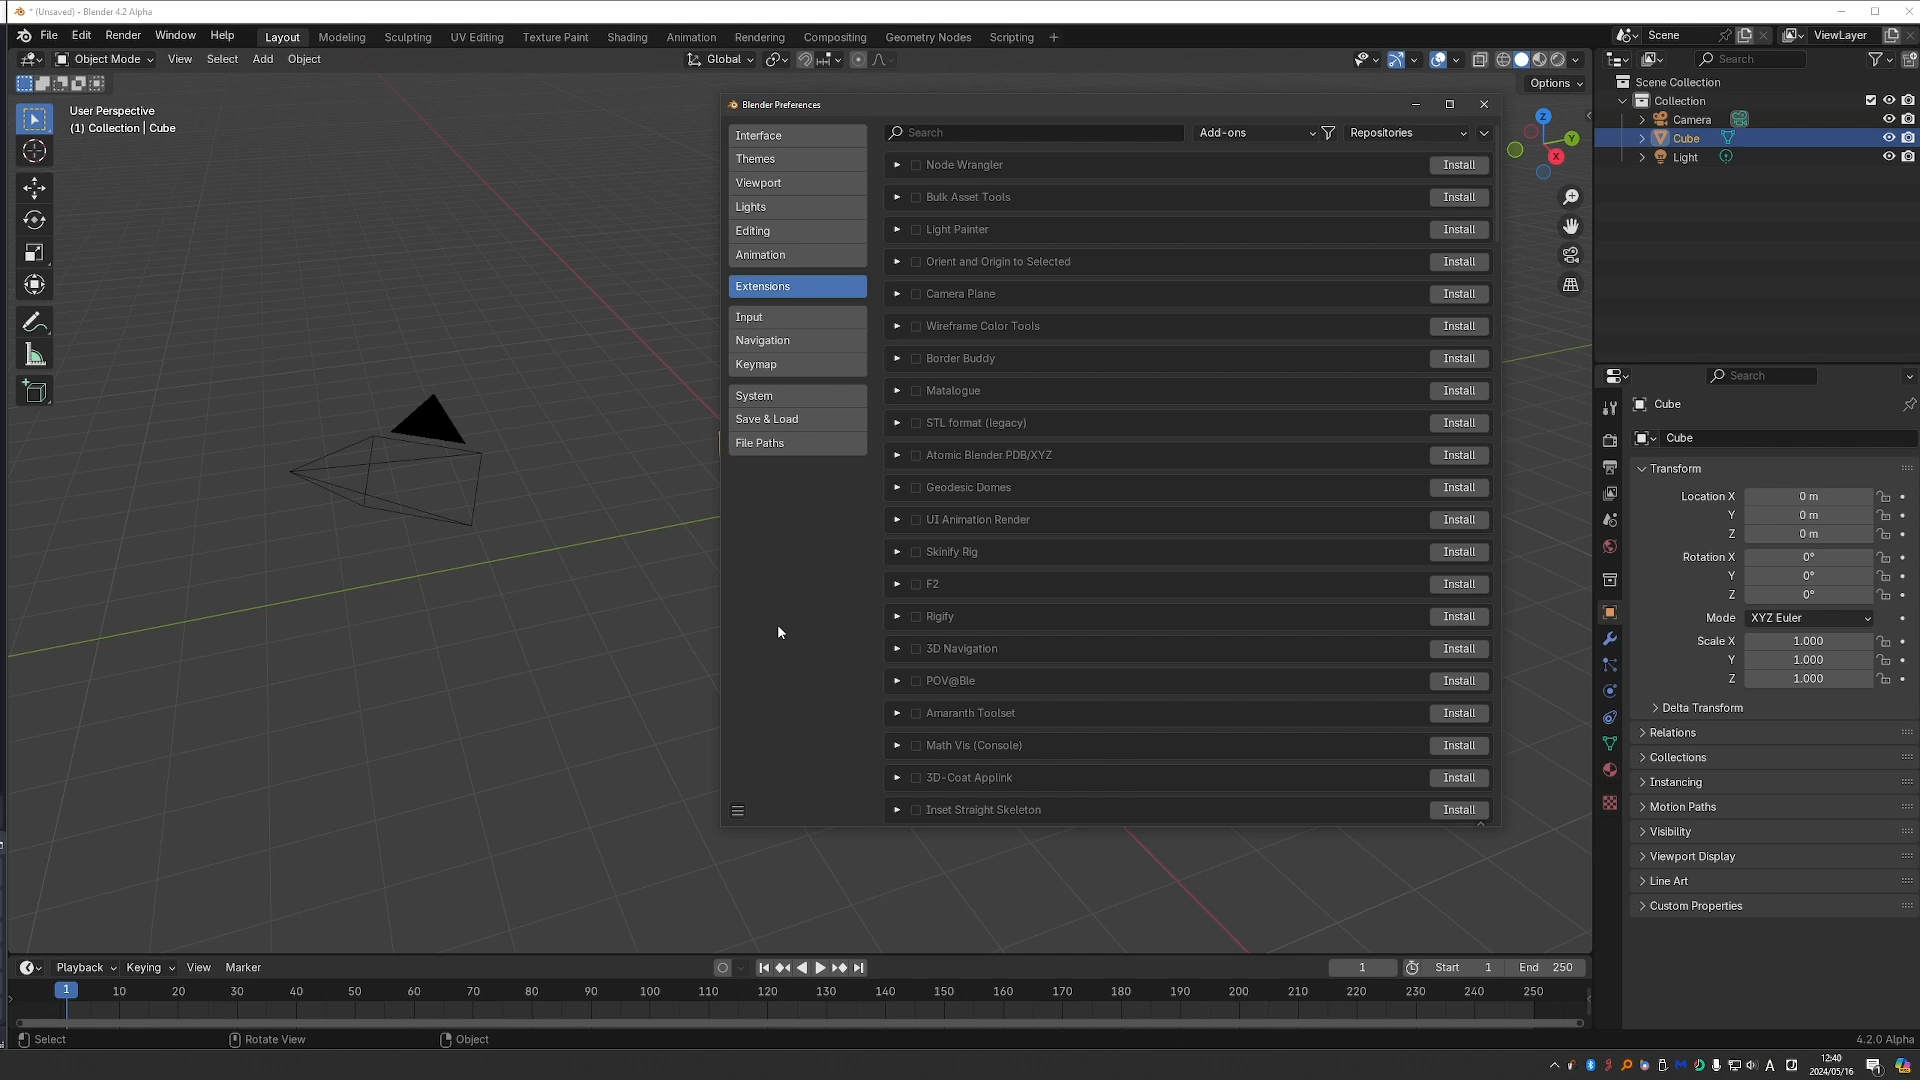 * (Unsaved) - Blender 4.2 Alpha
File Edit Render Window Help Layout Modeling Sculpting UV Editing Texture Paint Shading Animation Rendering Compositing Geometry Nodes Scripting + Scene ViewLayer
Object Mode View Select Add Object Global Search
Options
User Perspective
(1) Collection | Cube
Scene Collection
Collection
Camera
Cube
Light
Z
Y
X
Blender Preferences
Interface
Themes
Viewport
Lights
Editing
Animation
Extensions
Input
Navigation
Keymap
System
Save & Load
File Paths
Search Add-ons Repositories
Node Wrangler Install
Bulk Asset Tools Install
Light Painter Install
Orient and Origin to Selected Install
Camera Plane Install
Wireframe Color Tools Install
Border Buddy Install
Matalogue Install
STL format (legacy) Install
Atomic Blender PDB/XYZ Install
Geodesic Domes Install
UI Animation Render Install
Skinify Rig Install
F2 Install
Rigify Install
3D Navigation Install
POV@Ble Install
Amaranth Toolset Install
Math Vis (Console) Install
3D-Coat Applink Install
Inset Straight Skeleton Install
Search
Cube
Cube
Transform
Location X 0 m
Y 0 m
Z 0 m
Rotation X 0°
Y 0°
Z 0°
Mode XYZ Euler
Scale X 1.000
Y 1.000
Z 1.000
Delta Transform
Relations
Collections
Instancing
Motion Paths
Visibility
Viewport Display
Line Art
Custom Properties
Playback Keying View Marker 1 Start 1 End 250
1 10 20 30 40 50 60 70 80 90 100 110 120 130 140 150 160 170 180 190 200 210 220 230 240 250
Select Rotate View Object 4.2.0 Alpha
A 12:40
2024/05/16